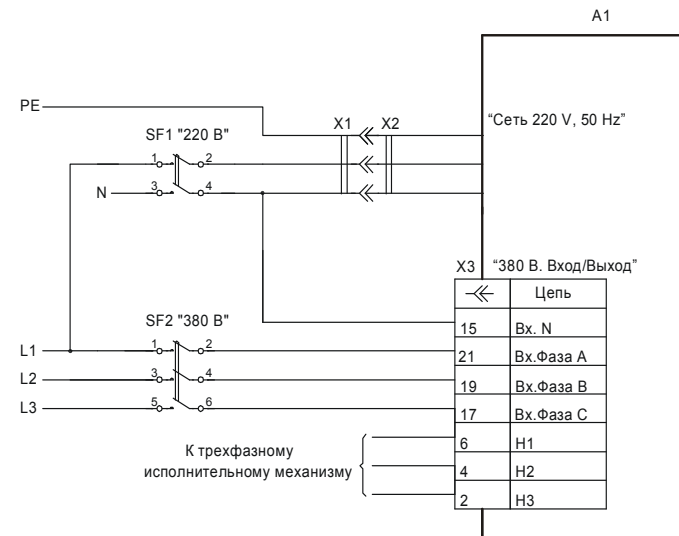 A1
PE
SF1 "220 В"
X1
X2
“Сеть 220 V, 50 Hz”
1
2
N
3
4
X3
“380 В. Вход/Выход”
Цепь
SF2 "380 В"
15
Вх. N
L1
1
2
21
Вх.Фаза А
L2
3
4
19
Вх.Фаза В
L3
5
6
17
Вх.Фаза С
К трехфазному
исполнительному механизму
6
Н1
4
Н2
2
Н3